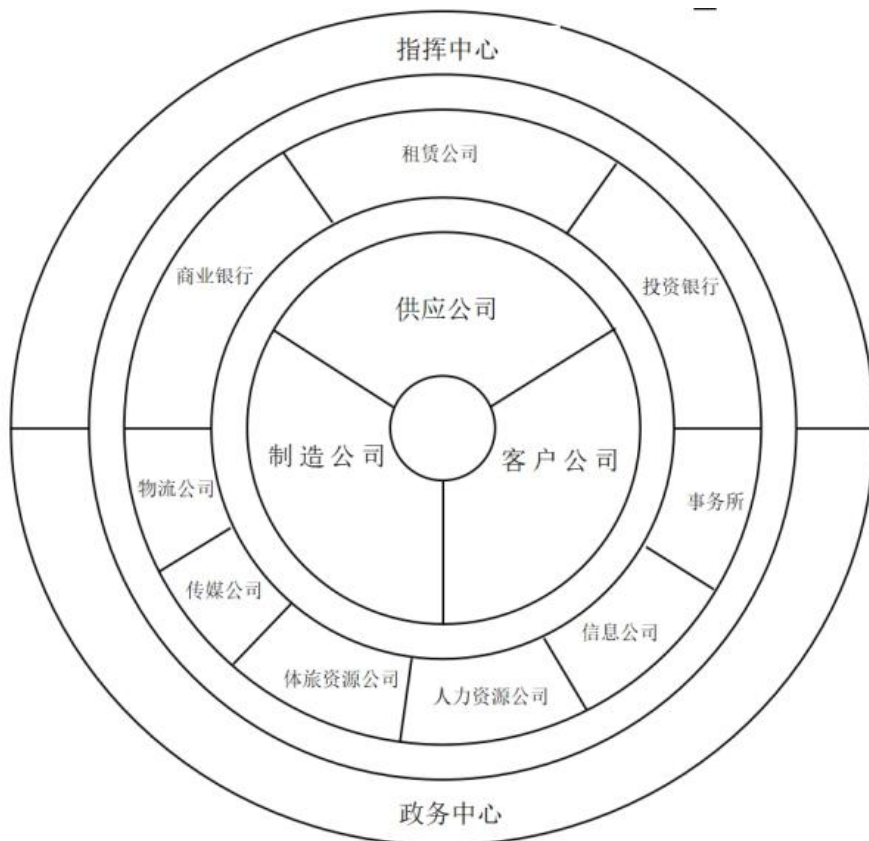 指挥中心
租赁公司
商业银行
投资银行
供应公司
制造公司
客户公司
物流公司
事务所
传媒公司
信息公司
体旅资源公司
人力资源公司
政务中心